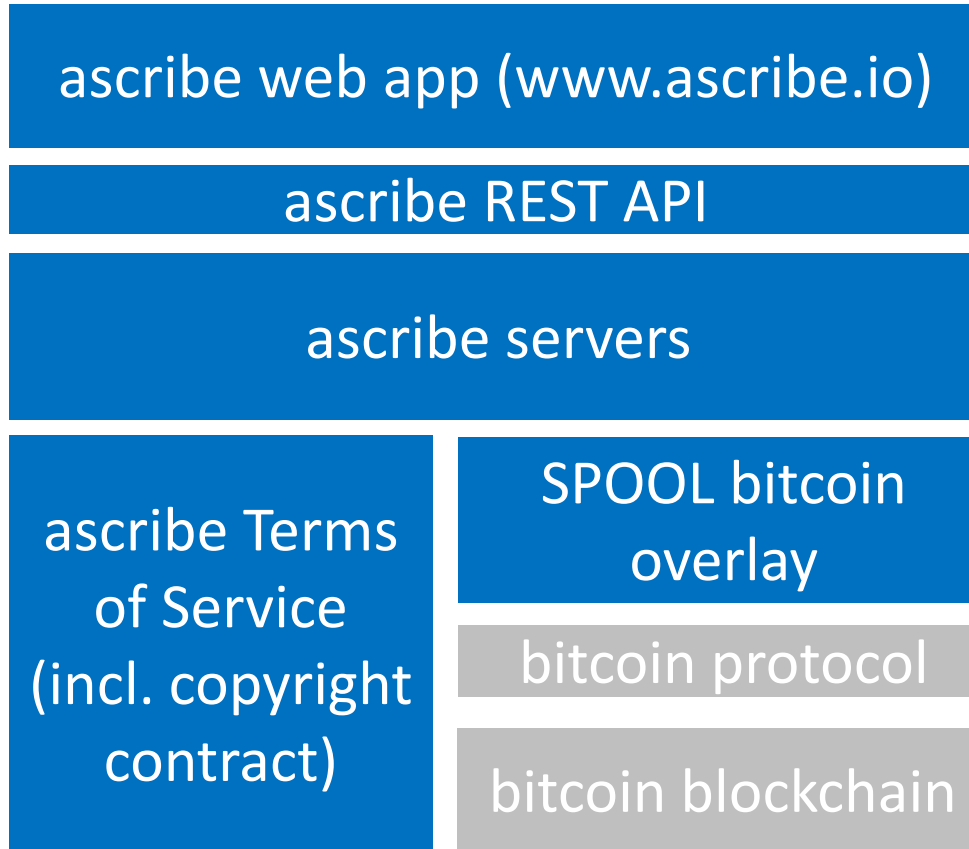 ascribe web app (www.ascribe.io)
ascribe REST API
ascribe servers
ascribe Terms
of Service
(incl. copyright
contract)
SPOOL bitcoin
overlay
bitcoin protocol
bitcoin blockchain